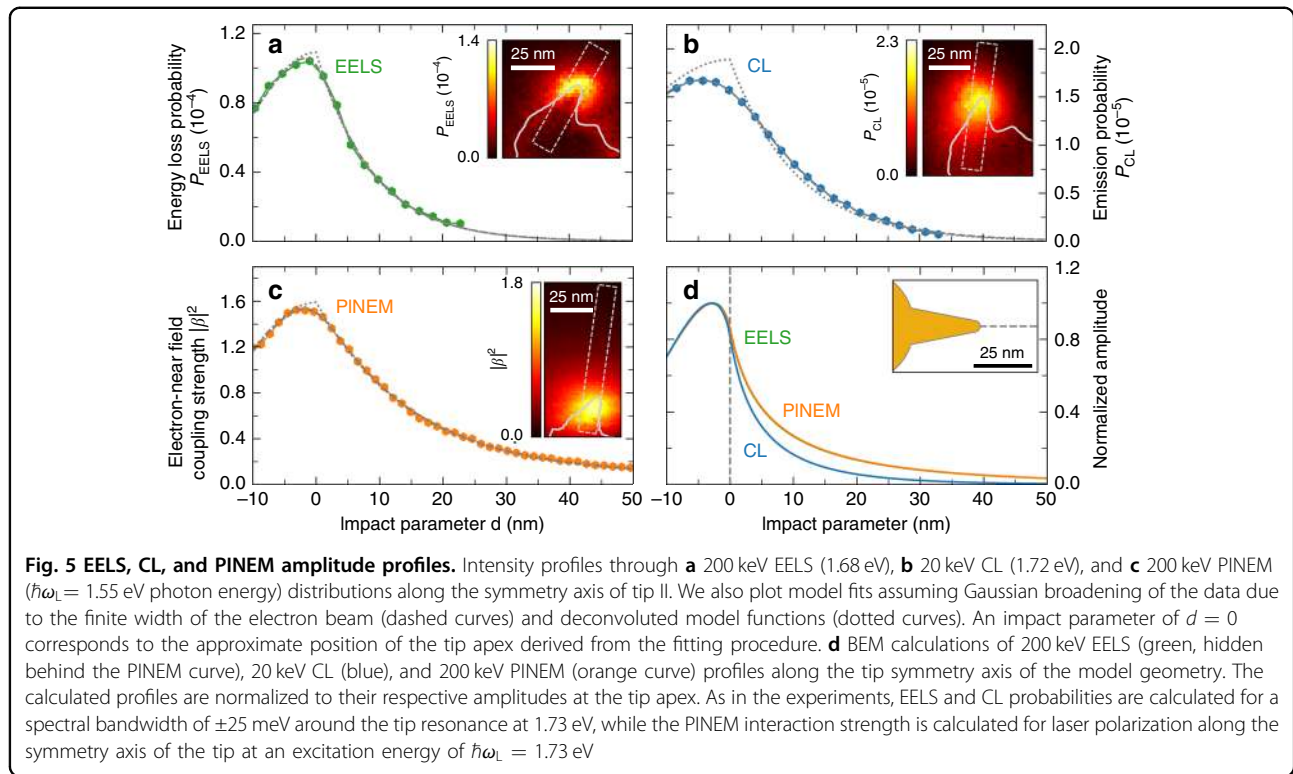 a
EELS
Energy loss probability
P_EELS (10⁻⁴)
1.2
1.0
0.8
0.4
0.0
1.4
P_EELS (10⁻⁴)
0.0
25 nm
b
CL
2.3
P_CL (10⁻⁵)
0.0
25 nm
2.0
1.5
1.0
0.5
0.0
Emission probability
P_CL (10⁻⁵)
c
PINEM
Electron-near field
coupling strength |β|²
1.6
1.2
0.8
0.4
0.0
1.8
|β|²
0.0
25 nm
–10 0 10 20 30 40 50
Impact parameter d (nm)
d
EELS
PINEM
CL
25 nm
1.2
0.8
0.4
0.0
Normalized amplitude
–10 0 10 20 30 40 50
Impact parameter (nm)
Fig. 5 EELS, CL, and PINEM amplitude profiles. Intensity profiles through a 200 keV EELS (1.68 eV), b 20 keV CL (1.72 eV), and c 200 keV PINEM
(ℏω_L = 1.55 eV photon energy) distributions along the symmetry axis of tip II. We also plot model fits assuming Gaussian broadening of the data due
to the finite width of the electron beam (dashed curves) and deconvoluted model functions (dotted curves). An impact parameter of d = 0
corresponds to the approximate position of the tip apex derived from the fitting procedure. d BEM calculations of 200 keV EELS (green, hidden
behind the PINEM curve), 20 keV CL (blue), and 200 keV PINEM (orange curve) profiles along the tip symmetry axis of the model geometry. The
calculated profiles are normalized to their respective amplitudes at the tip apex. As in the experiments, EELS and CL probabilities are calculated for a
spectral bandwidth of ±25 meV around the tip resonance at 1.73 eV, while the PINEM interaction strength is calculated for laser polarization along the
symmetry axis of the tip at an excitation energy of ℏω_L = 1.73 eV